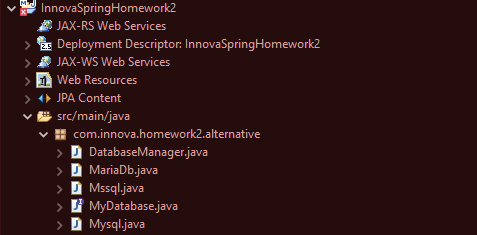 InnovaSpringHomework2
JAX-RS Web Services
Deployment Descriptor: InnovaSpringHomework2
JAX-WS Web Services
Web Resources
JPA Content
src/main/java
com.innova.homework2.alternative
DatabaseManager.java
MariaDb.java
Mssql.java
MyDatabase.java
Mysql.java